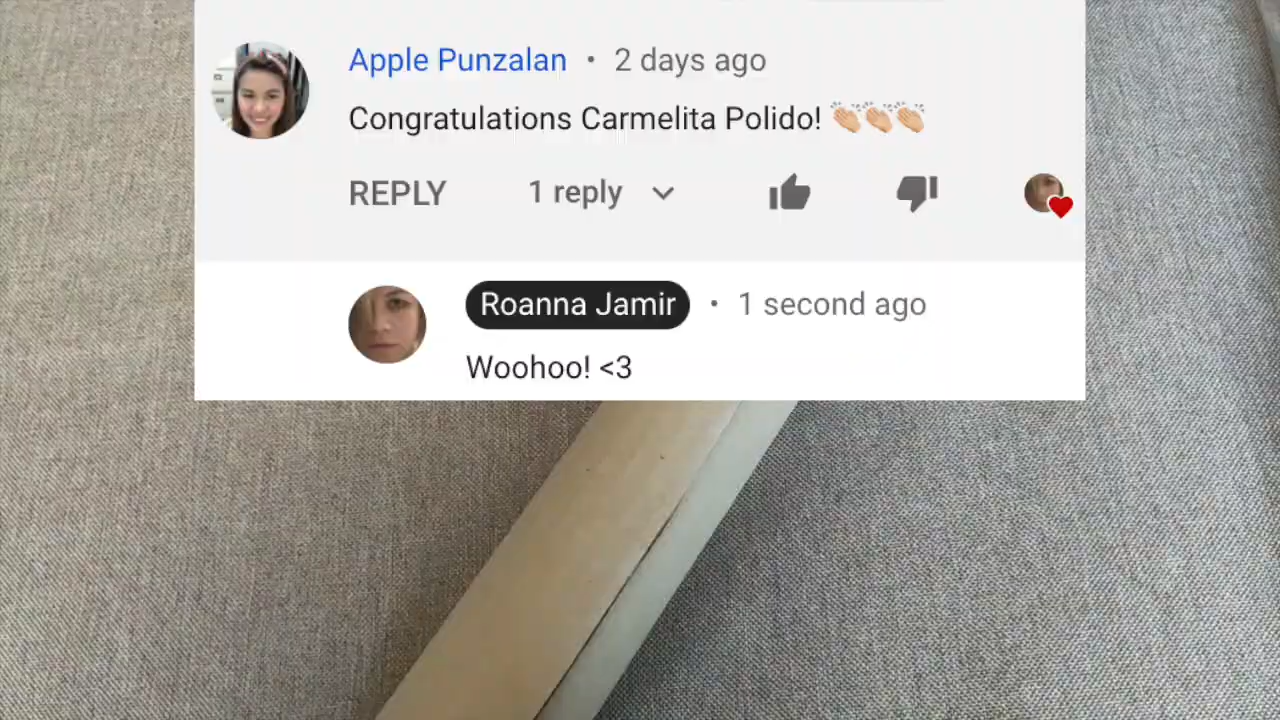 Apple Punzalan • 2 days ago
Congratulations Carmelita Polido! 👏🏼👏🏼👏🏼
REPLY 1 reply
Roanna Jamir • 1 second ago
Woohoo! <3